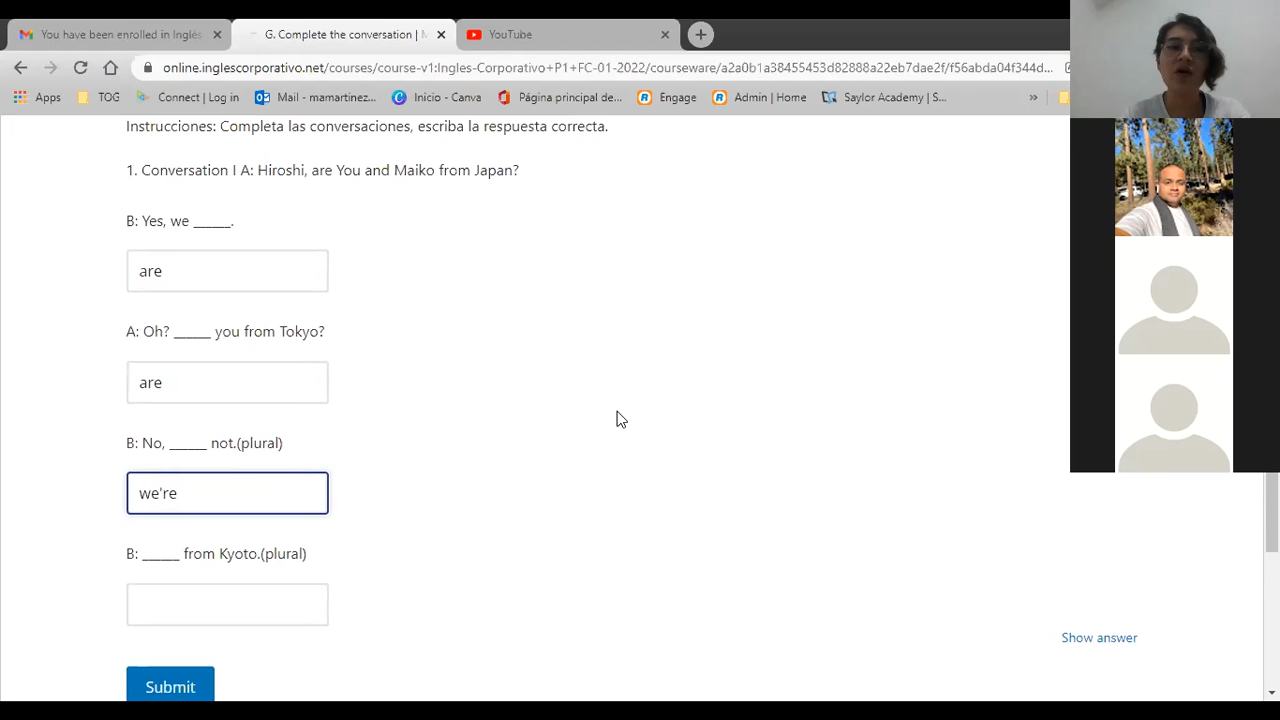 You have been enrolled in Ingles
G. Complete the conversation | M
YouTube
online.inglescorporativo.net/courses/course-v1:Ingles-Corporativo+P1+FC-01-2022/courseware/a2a0b1a38455453d82888a22eb7dae2f/f56abda04f344d...
Apps
TOG
Connect | Log in
Mail - mamartinez...
Inicio - Canva
Página principal de...
Engage
Admin | Home
Saylor Academy | S...
»
Instrucciones: Completa las conversaciones, escriba la respuesta correcta.
1. Conversation I A: Hiroshi, are You and Maiko from Japan?
B: Yes, we ______.
are
A: Oh? ______ you from Tokyo?
are
B: No, ______ not.(plural)
we're
B: ______ from Kyoto.(plural)
Show answer
Submit